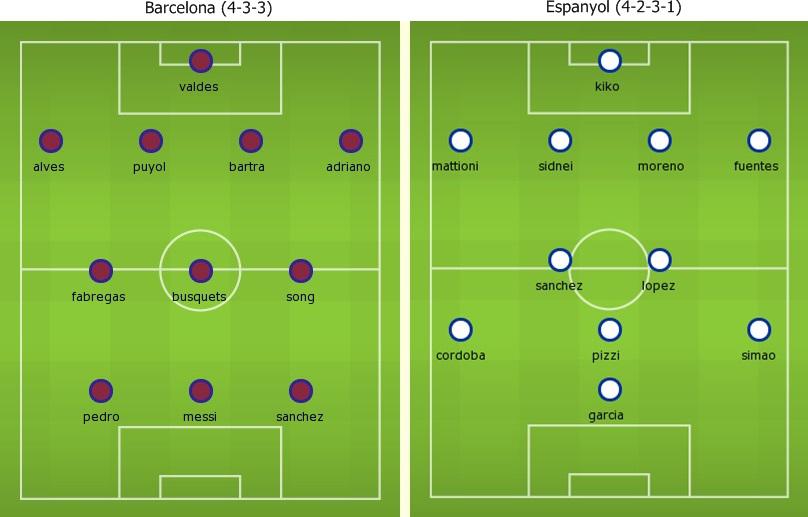 Barcelona (4-3-3)
valdes
alves puyol bartra adriano
fabregas busquets song
pedro messi sanchez
Espanyol (4-2-3-1)
kiko
mattioni sidnei moreno fuentes
sanchez lopez
cordoba pizzi simao
garcia